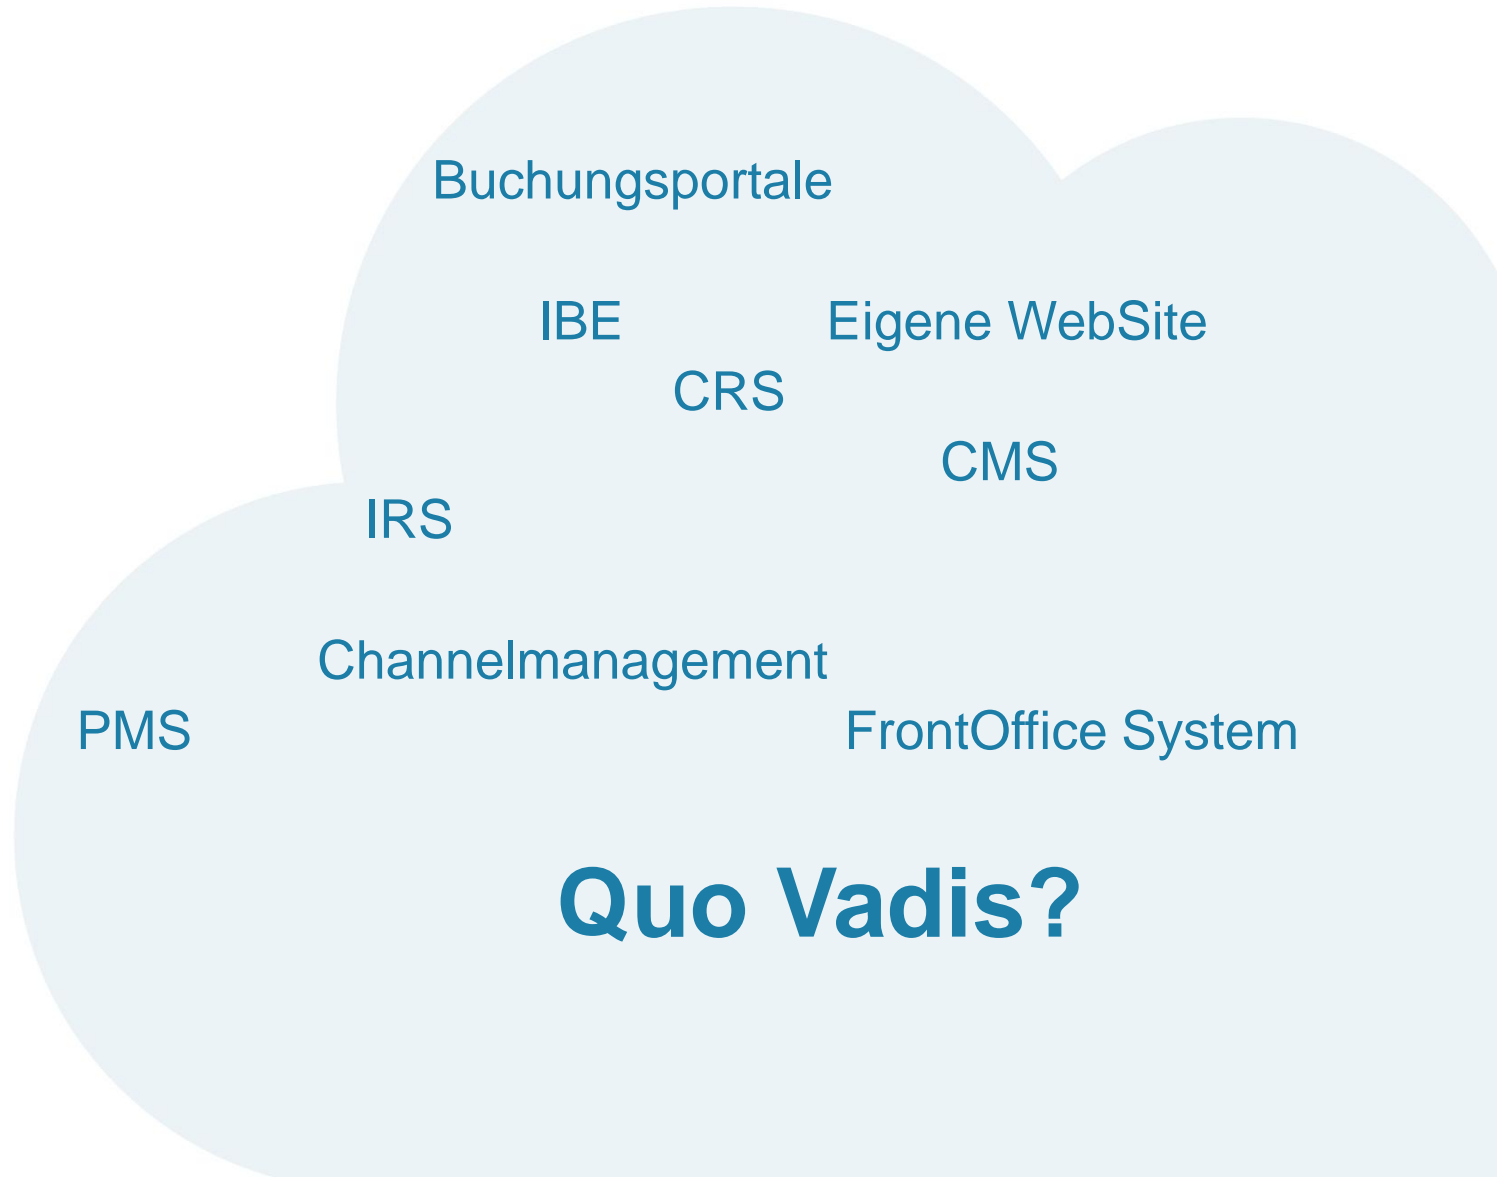 Buchungsportale
IBE Eigene WebSite
CRS
CMS
IRS
Channelmanagement
PMS FrontOffice System
Quo Vadis?